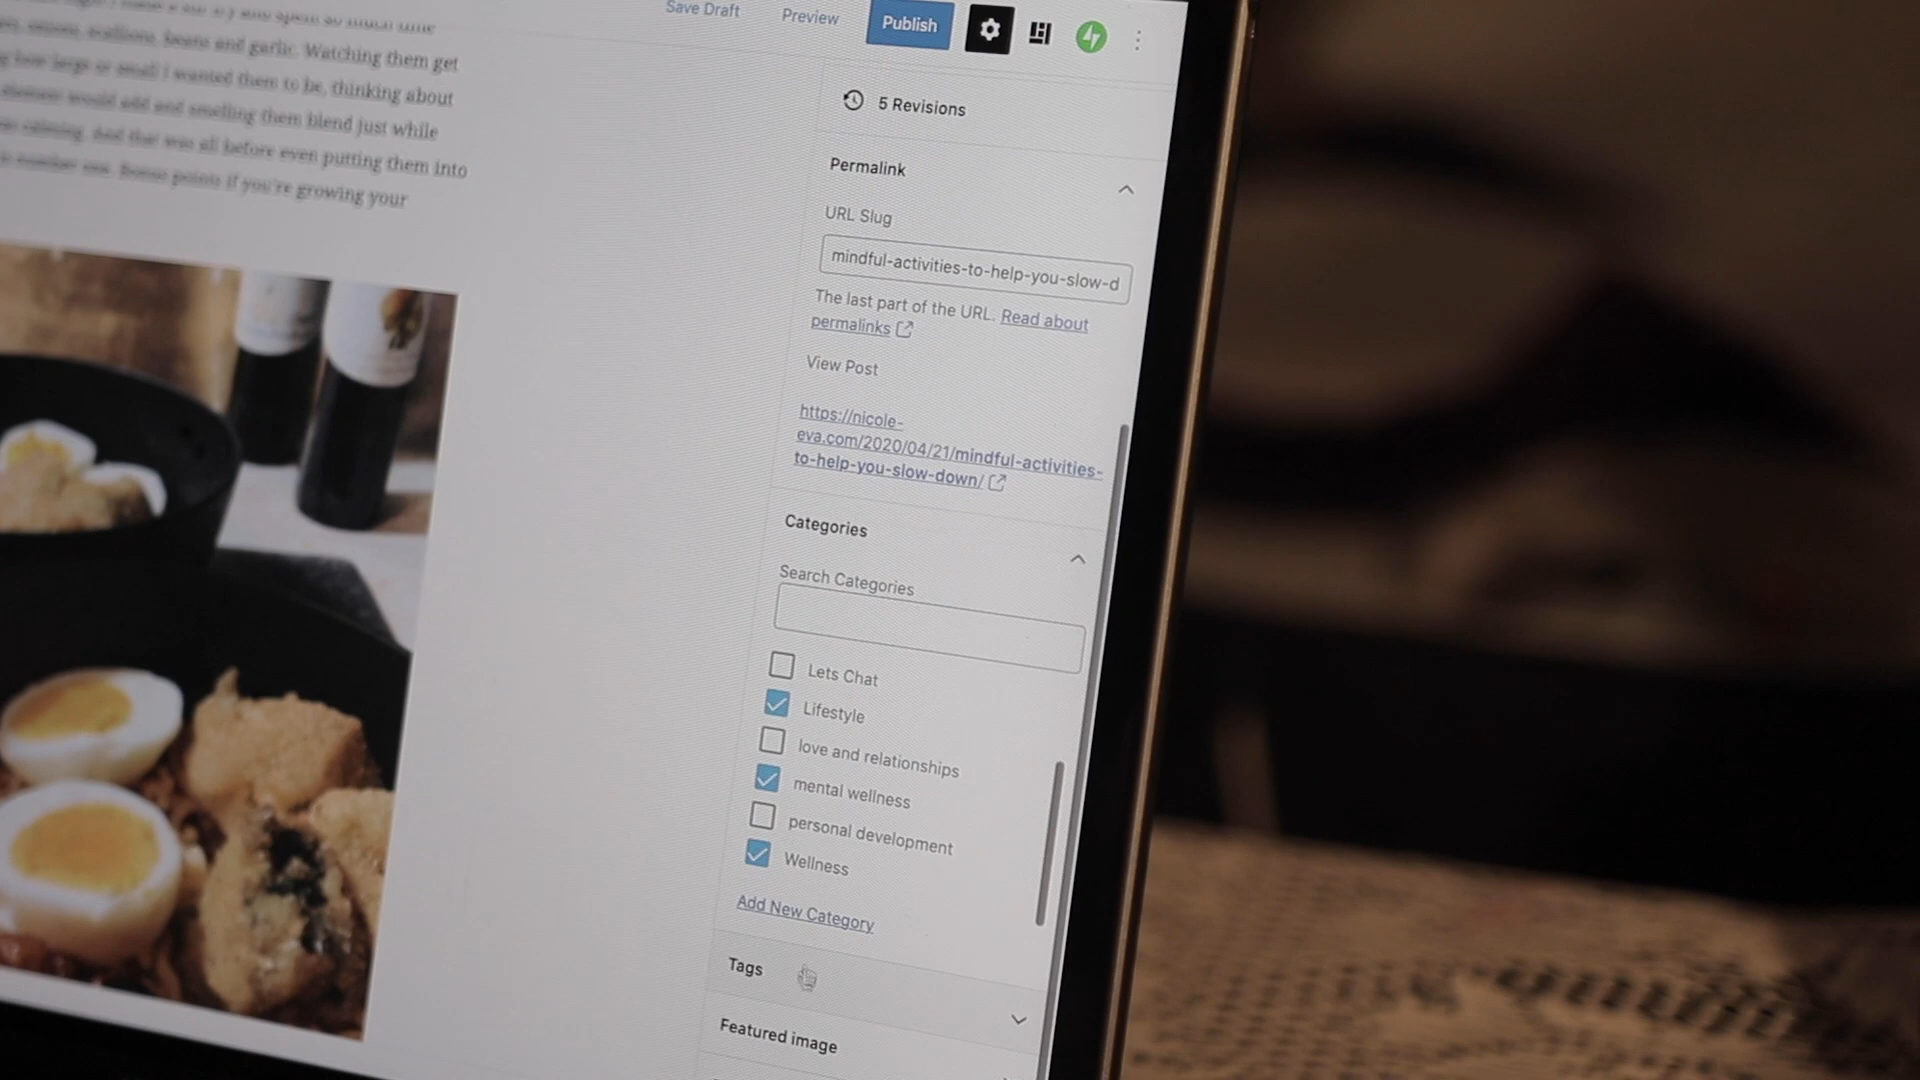 Save Draft
Preview
Publish
scallions, beans and garlic. Watching them get
how large or small I wanted them to be, thinking about
element would add and smelling them blend just while
calming. And that was all before even putting them into
number one. Bonus points if you're growing your
5 Revisions
Permalink
URL Slug
mindful-activities-to-help-you-slow-d
The last part of the URL. Read about
permalinks
View Post
https://nicole-
eva.com/2020/04/21/mindful-activities-
to-help-you-slow-down/
Categories
Search Categories
Lets Chat
Lifestyle
love and relationships
mental wellness
personal development
Wellness
Add New Category
Tags
Featured image